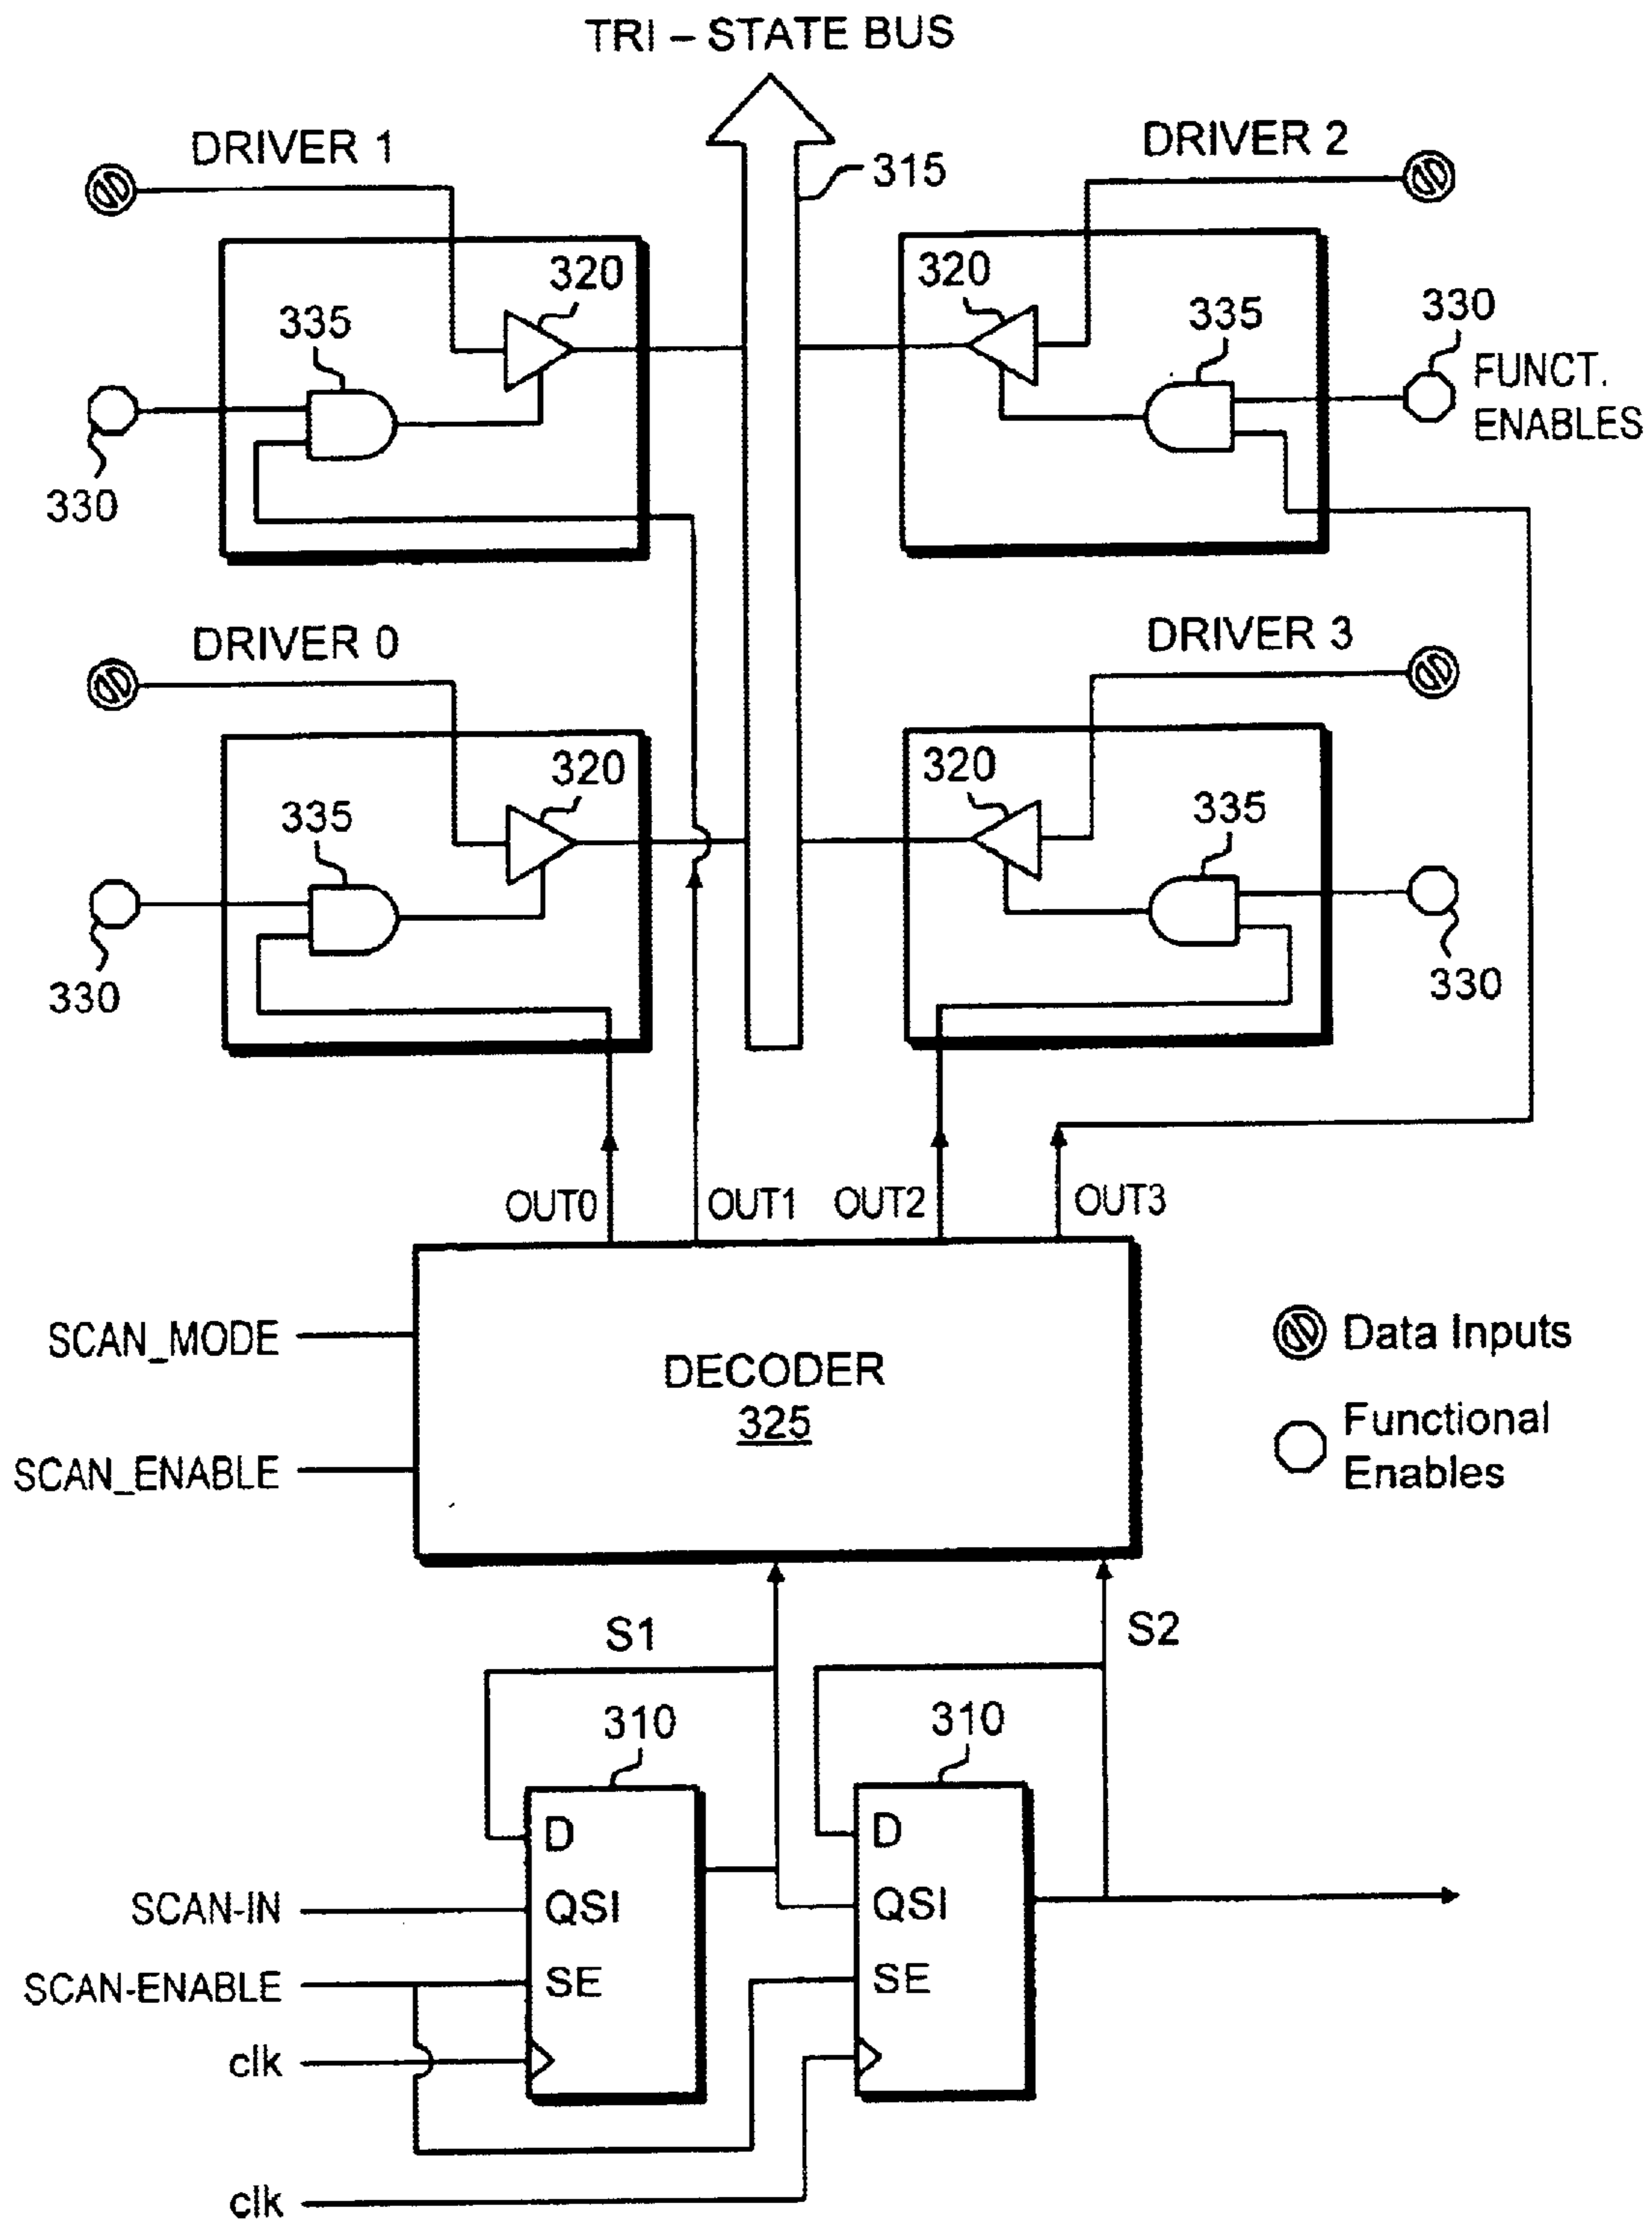 TRI – STATE BUS
DRIVER 1
DRIVER 2
315
320
320
335
335
330
FUNCT.
ENABLES
330
DRIVER 0
DRIVER 3
320
320
335
335
330
330
OUT0
OUT1
OUT2
OUT3
SCAN_MODE
DECODER
325
SCAN_ENABLE
Data Inputs
Functional
Enables
S1
S2
310
310
D
D
SCAN-IN
QSI
QSI
SCAN-ENABLE
SE
SE
clk
clk